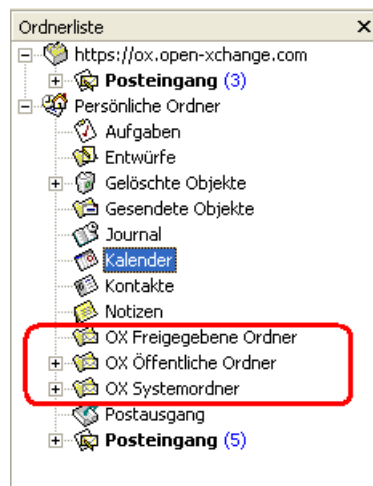 Ordnerliste
https://ox.open-xchange.com
Posteingang (3)
Persönliche Ordner
Aufgaben
Entwürfe
Gelöschte Objekte
Gesendete Objekte
Journal
Kalender
Kontakte
Notizen
OX Freigegebene Ordner
OX Öffentliche Ordner
OX Systemordner
Postausgang
Posteingang (5)